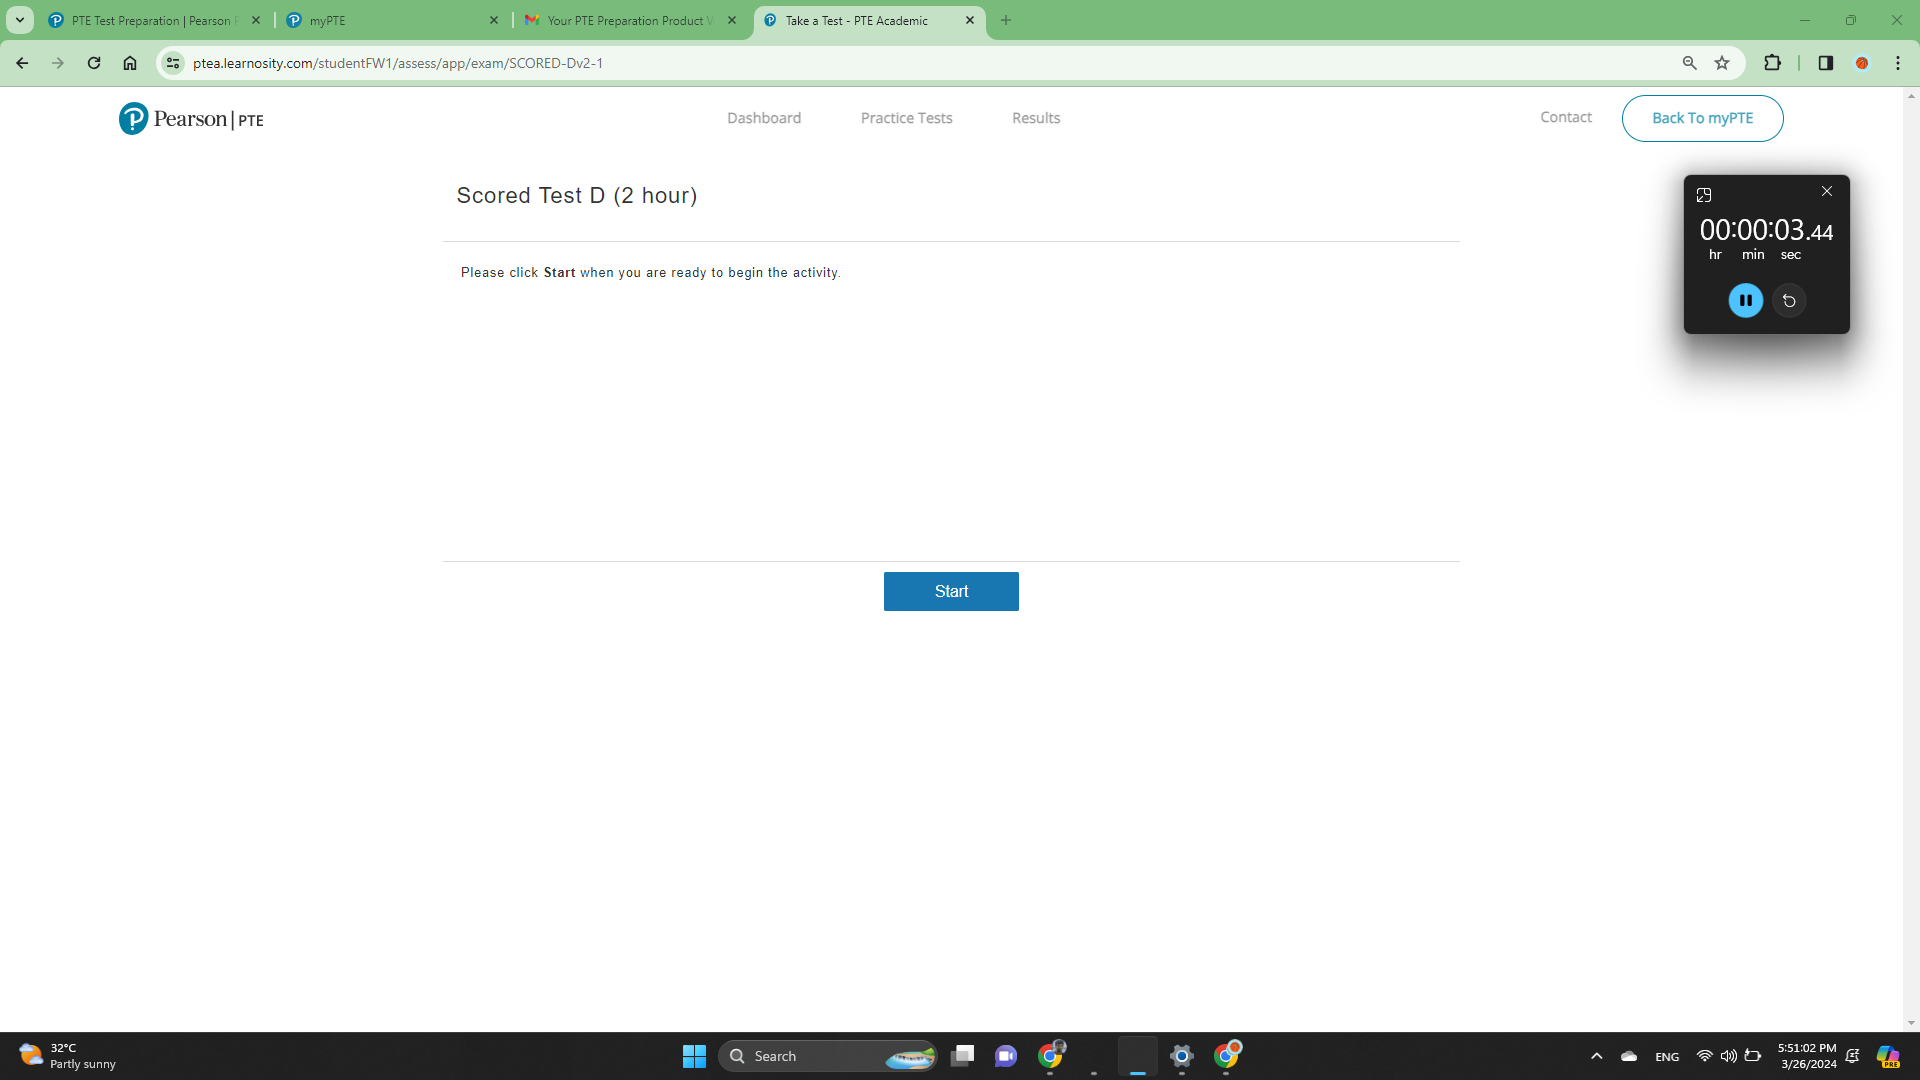 PTE Test Preparation | Pearson
myPTE
Your PTE Preparation Product
Take a Test - PTE Academic
ptea.learnosity.com/studentFW1/assess/app/exam/SCORED-Dv2-1
Pearson | PTE
Dashboard
Practice Tests
Results
Contact
Back To myPTE
Scored Test D (2 hour)
00:00:03.44
hr min sec
Please click Start when you are ready to begin the activity.
Start
32°C
Partly sunny
Search
ENG
5:51:02 PM
3/26/2024
PRE